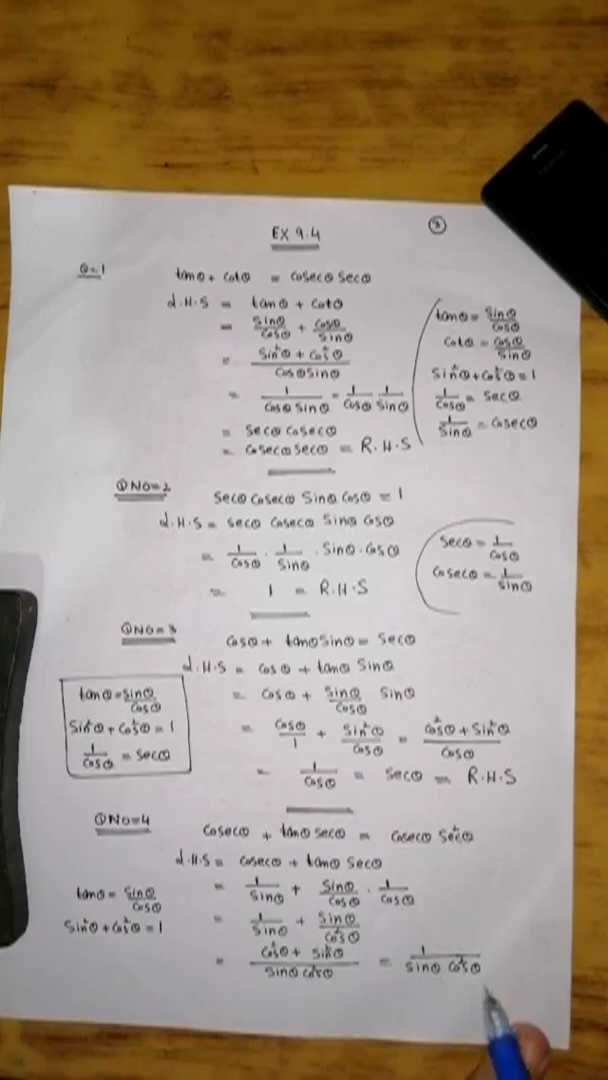 EX 9.4
3
Q=1
tanθ + cotθ = cosecθ secθ
L.H.S = tanθ + cotθ
= sinθ/cosθ + cosθ/sinθ
= sin²θ + cos²θ / cosθ sinθ
= 1/cosθ sinθ = 1/cosθ 1/sinθ
= secθ cosecθ
= cosecθ secθ = R.H.S
tanθ = sinθ/cosθ
cotθ = cosθ/sinθ
sin²θ + cos²θ = 1
1/cosθ = secθ
1/sinθ = cosecθ
Q NO=2
secθ cosecθ sinθ cosθ = 1
L.H.S = secθ cosecθ sinθ cosθ
= 1/cosθ . 1/sinθ . sinθ . cosθ
= 1 = R.H.S
secθ = 1/cosθ
cosecθ = 1/sinθ
Q NO=3
cosθ + tanθ sinθ = secθ
L.H.S = cosθ + tanθ sinθ
= cosθ + sinθ/cosθ sinθ
= cosθ/1 + sin²θ/cosθ = cos²θ + sin²θ / cosθ
= 1/cosθ = secθ = R.H.S
tanθ = sinθ/cosθ
sin²θ + cos²θ = 1
1/cosθ = secθ
Q NO=4
cosecθ + tanθ secθ = cosecθ sec²θ
L.H.S = cosecθ + tanθ secθ
= 1/sinθ + sinθ/cosθ . 1/cosθ
= 1/sinθ + sinθ/cos²θ
= cos²θ + sin²θ / sinθ cos²θ = 1/sinθ cos²θ
tanθ = sinθ/cosθ
sin²θ + cos²θ = 1